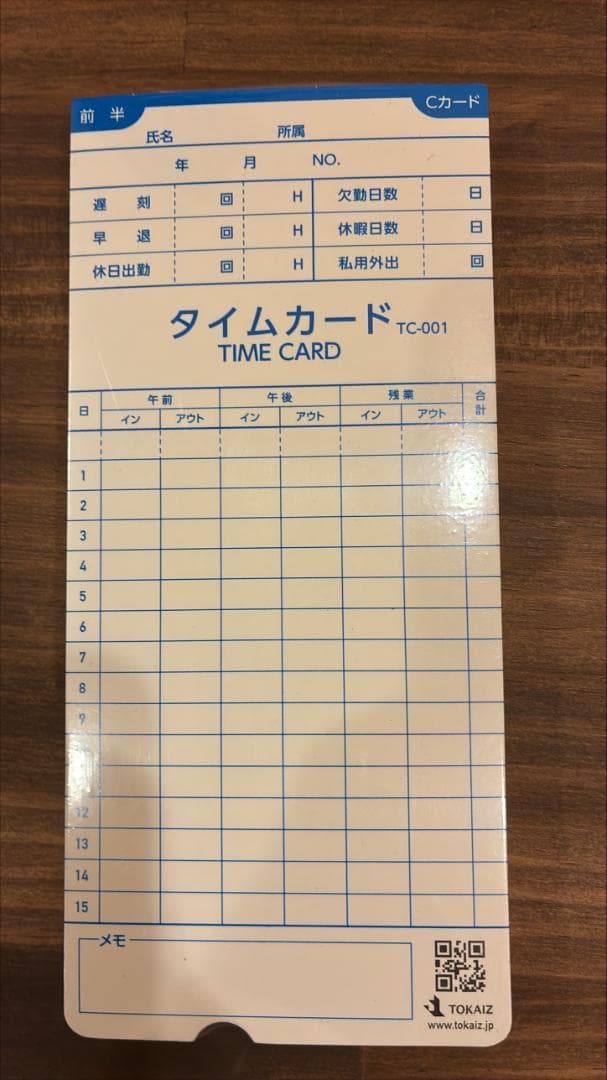 前 半 Cカード
氏名 所属
年 月 NO.
遅 刻 回 H 欠勤日数 日
早 退 回 H 休暇日数 日
休日出勤 回 H 私用外出 回
タイムカード TC-001
TIME CARD
日 午前 午後 残業 合計
イン アウト イン アウト イン アウト
1
2
3
4
5
6
7
8
9
12
13
14
15
メモ
TOKAIZ
www.tokaiz.jp